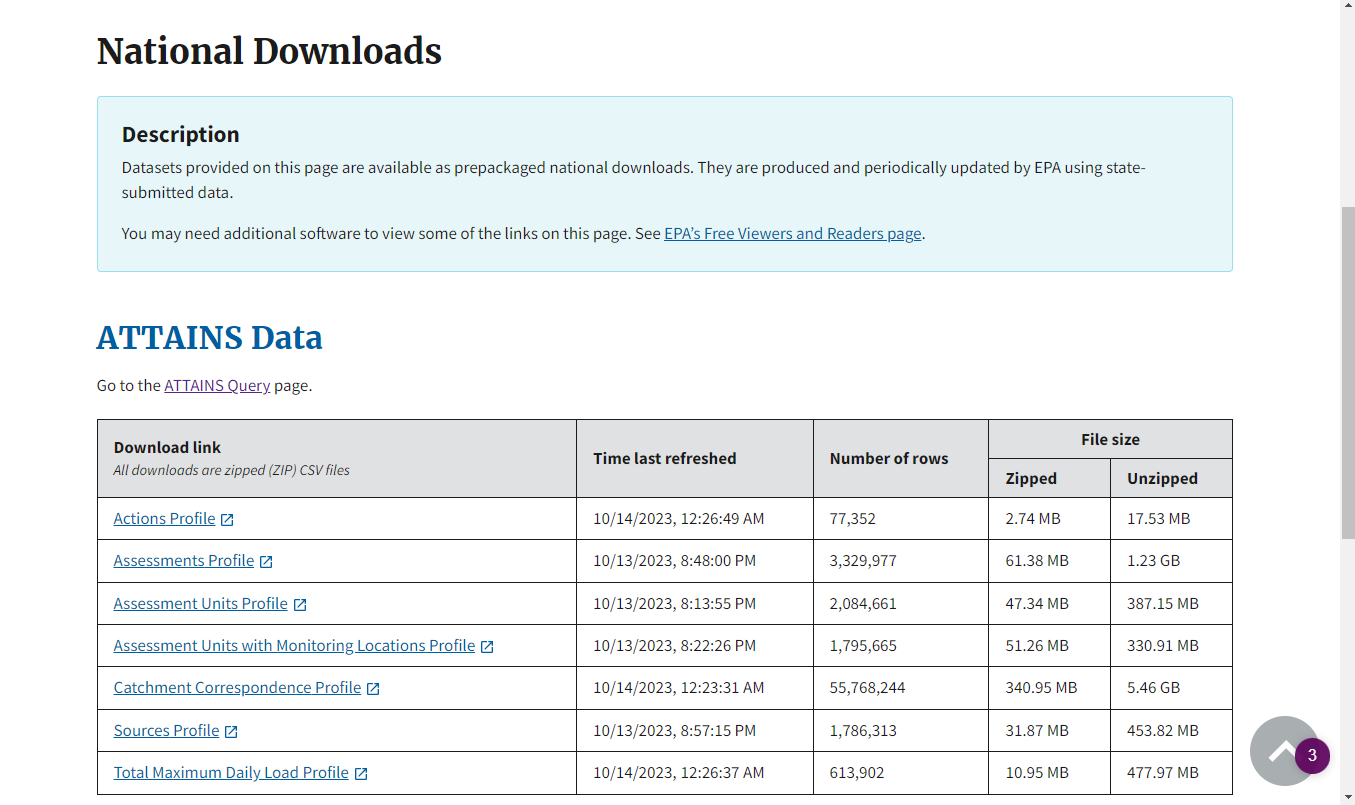 National Downloads
Description
Datasets provided on this page are available as prepackaged national downloads. They are produced and periodically updated by EPA using state-
submitted data.
You may need additional software to view some of the links on this page. See EPA's Free Viewers and Readers page.
ATTAINS Data
Go to the ATTAINS Query page.
Download link
All downloads are zipped (ZIP) CSV files
Time last refreshed
Number of rows
File size
Zipped Unzipped
Actions Profile 10/14/2023, 12:26:49 AM 77,352 2.74 MB 17.53 MB
Assessments Profile 10/13/2023, 8:48:00 PM 3,329,977 61.38 MB 1.23 GB
Assessment Units Profile 10/13/2023, 8:13:55 PM 2,084,661 47.34 MB 387.15 MB
Assessment Units with Monitoring Locations Profile 10/13/2023, 8:22:26 PM 1,795,665 51.26 MB 330.91 MB
Catchment Correspondence Profile 10/14/2023, 12:23:31 AM 55,768,244 340.95 MB 5.46 GB
Sources Profile 10/13/2023, 8:57:15 PM 1,786,313 31.87 MB 453.82 MB
Total Maximum Daily Load Profile 10/14/2023, 12:26:37 AM 613,902 10.95 MB 477.97 MB
3